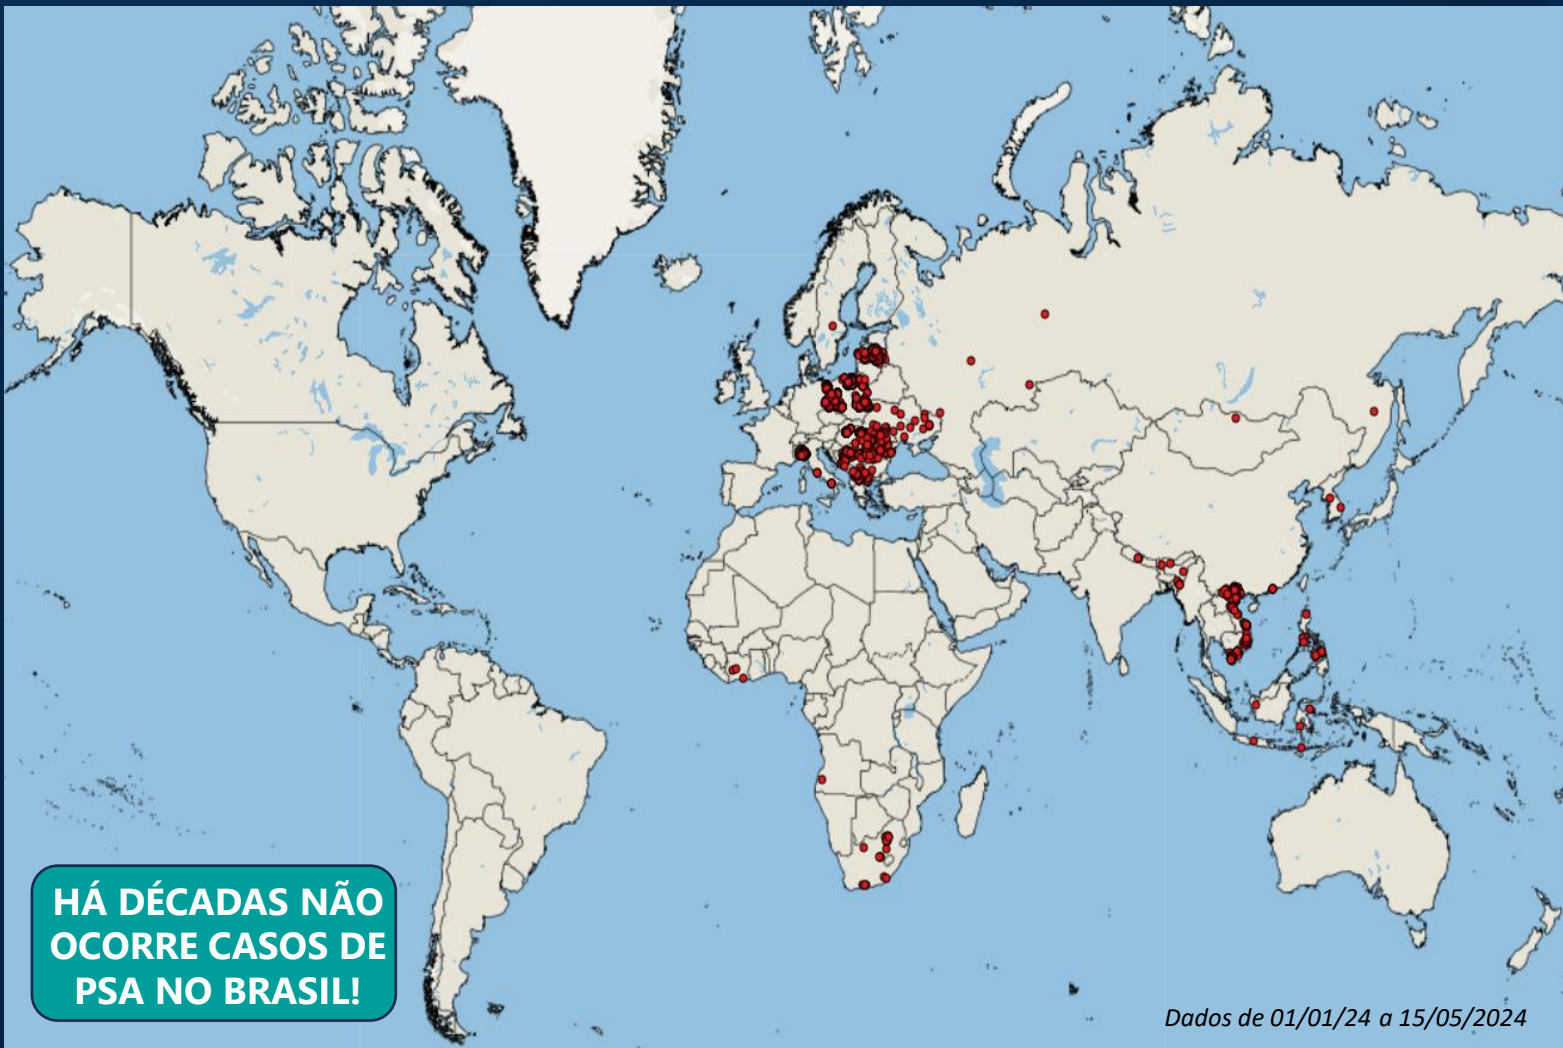 HÁ DÉCADAS NÃO
OCORRE CASOS DE
PSA NO BRASIL!
Dados de 01/01/24 a 15/05/2024